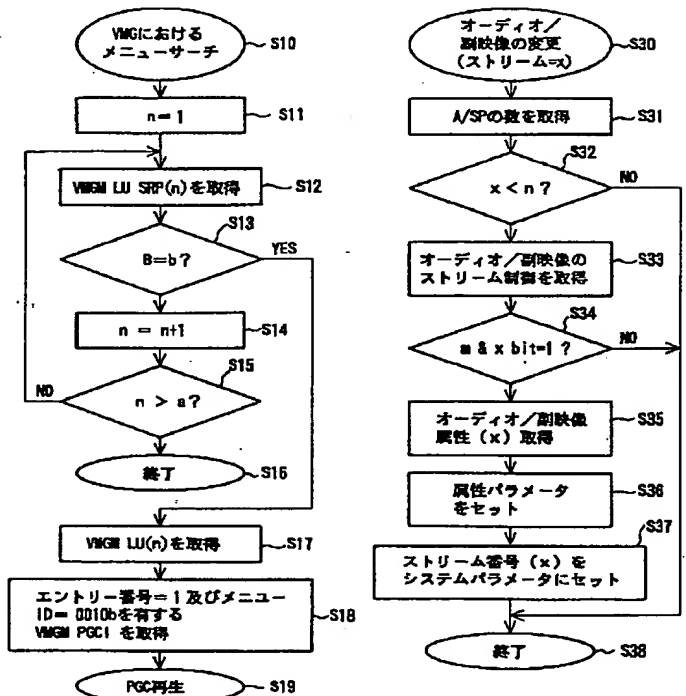 VMGにおける
メニューサーチ
S10
n=1
S11
VMGM LU SRP(n)を取得
S12
S13
B=b?
YES
n = n+1
S14
S15
NO
n > a?
終了
S16
VMGM LU(n)を取得
S17
エントリー番号=1及びメニュー
ID= 0010bを有する
VMGM PGCI を取得
S18
PGC再生
S19
オーディオ/
副映像の変更
(ストリーム=x)
S30
A/SPの数を取得
S31
S32
x < n ?
NO
オーディオ/副映像の
ストリーム制御を取得
S33
S34
m & x bit=1 ?
NO
オーディオ/副映像
属性 (x) 取得
S35
属性パラメータ
をセット
S36
S37
ストリーム番号 (x) を
システムパラメータにセット
終了
S38